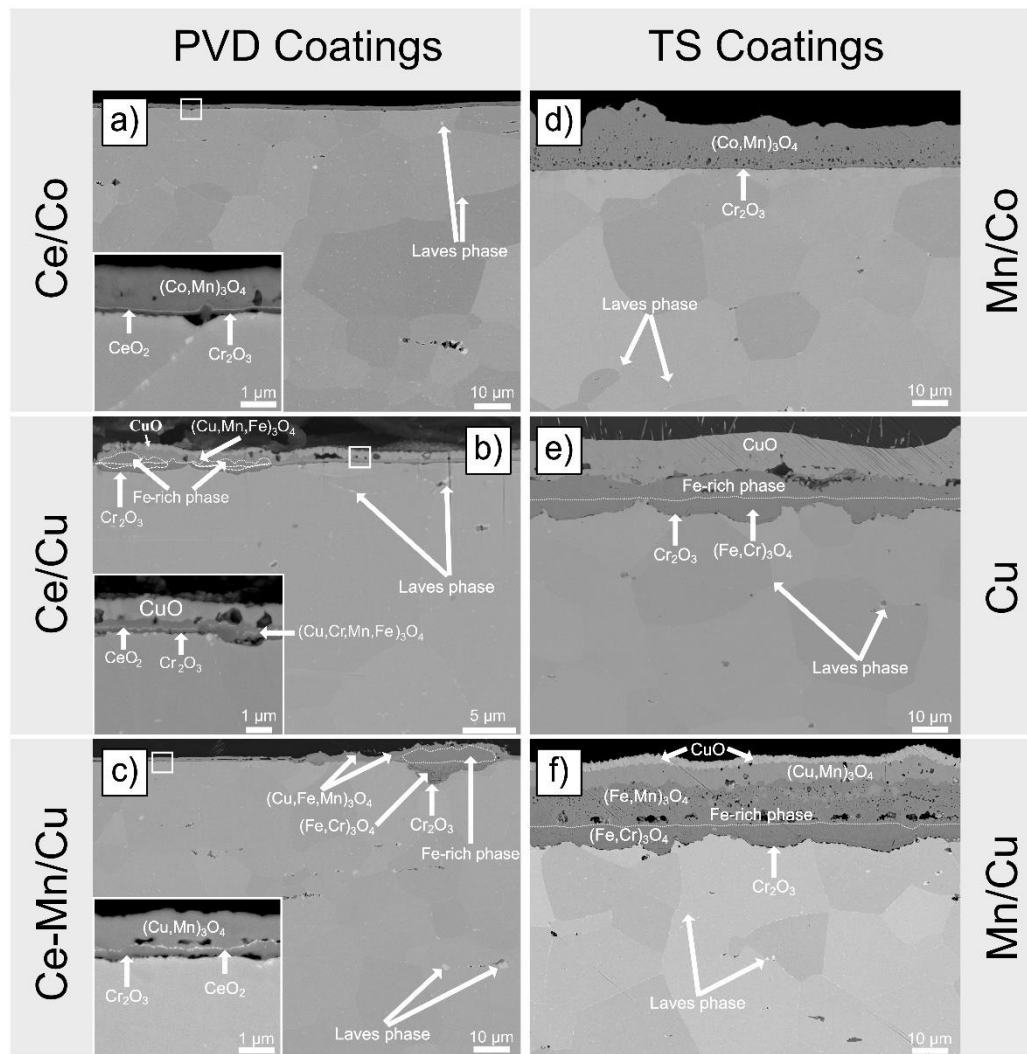 PVD Coatings
TS Coatings
Ce/Co
a)
Laves phase
(Co,Mn)₃O₄
CeO₂
Cr₂O₃
1 µm
10 µm
d)
(Co,Mn)₃O₄
Cr₂O₃
Laves phase
10 µm
Mn/Co
Ce/Cu
b)
CuO
(Cu,Mn,Fe)₃O₄
Fe-rich phase
Cr₂O₃
Laves phase
CuO
(Cu,Cr,Mn,Fe)₃O₄
CeO₂
Cr₂O₃
1 µm
5 µm
e)
CuO
Fe-rich phase
Cr₂O₃
(Fe,Cr)₃O₄
Laves phase
10 µm
Cu
Ce-Mn/Cu
c)
(Cu,Fe,Mn)₃O₄
(Fe,Cr)₃O₄
Cr₂O₃
Fe-rich phase
(Cu,Mn)₃O₄
Cr₂O₃
CeO₂
Laves phase
1 µm
10 µm
f)
CuO
(Cu,Mn)₃O₄
(Fe,Mn)₃O₄
Fe-rich phase
(Fe,Cr)₃O₄
Cr₂O₃
Laves phase
10 µm
Mn/Cu